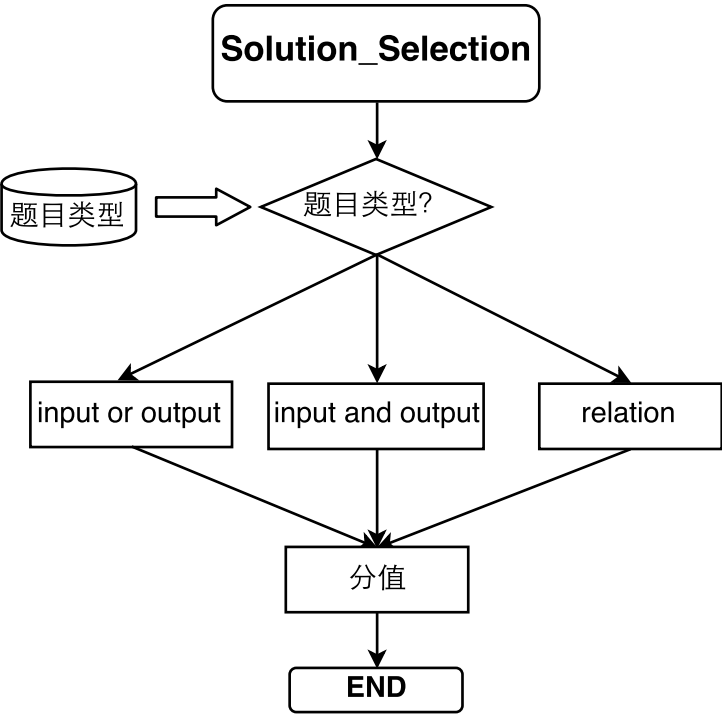 Solution_Selection
题目类型
题目类型?
input or output
input and output
relation
分值
END